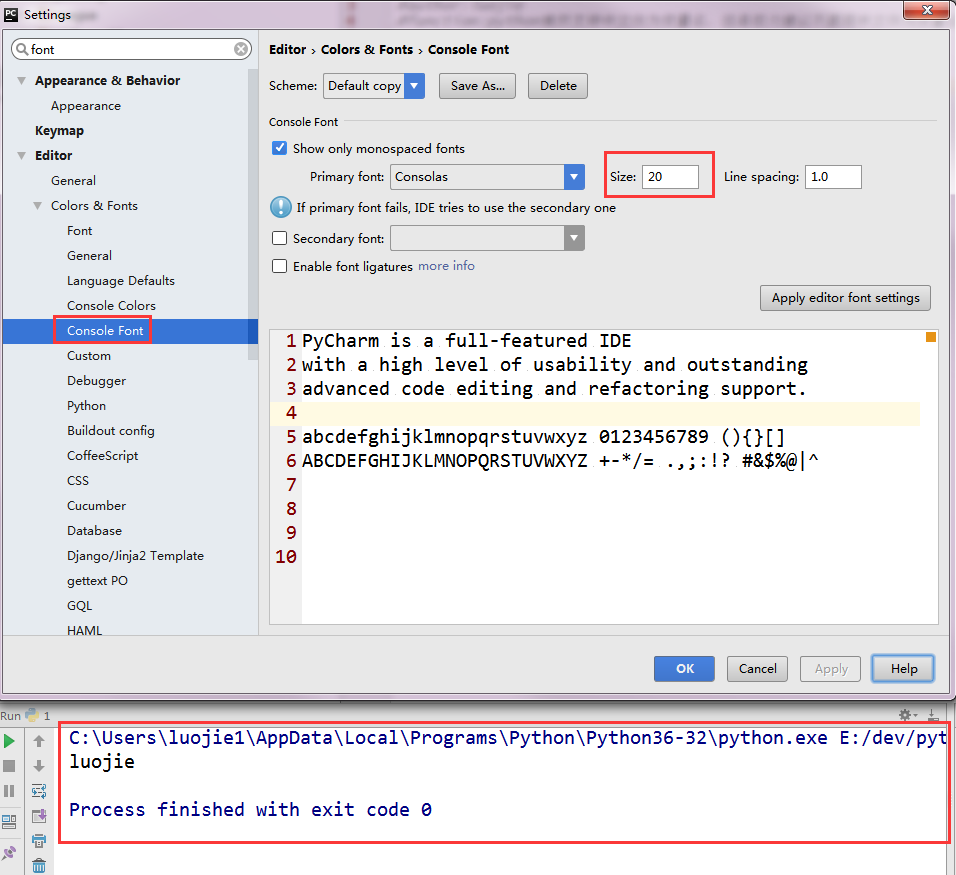 PC Settings
font
Appearance & Behavior
Appearance
Keymap
Editor
General
Colors & Fonts
Font
General
Language Defaults
Console Colors
Console Font
Custom
Debugger
Python
Buildout config
CoffeeScript
CSS
Cucumber
Database
Django/Jinja2 Template
gettext PO
GQL
HAML
Editor › Colors & Fonts › Console Font
Scheme: Default copy Save As... Delete
Console Font
Show only monospaced fonts
Primary font: Consolas Size: 20 Line spacing: 1.0
If primary font fails, IDE tries to use the secondary one
Secondary font:
Enable font ligatures more info
Apply editor font settings
1 PyCharm is a full-featured IDE
2 with a high level of usability and outstanding
3 advanced code editing and refactoring support.
4
5 abcdefghijklmnopqrstuvwxyz 0123456789 (){}[]
6 ABCDEFGHIJKLMNOPQRSTUVWXYZ +-*/= .,;:!? #&$%@|^
7
8
9
10
OK Cancel Apply Help
Run 1
C:\Users\luojie1\AppData\Local\Programs\Python\Python36-32\python.exe E:/dev/pyt
luojie
Process finished with exit code 0